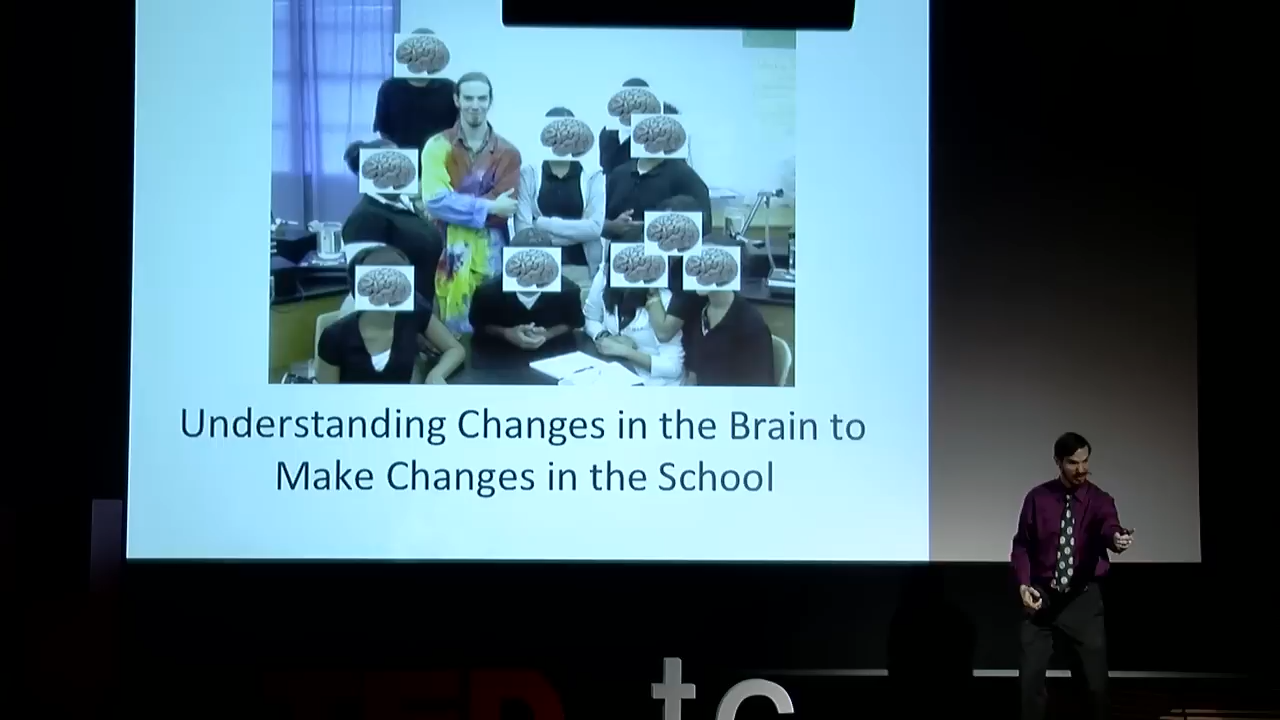 Understanding Changes in the Brain to
Make Changes in the School